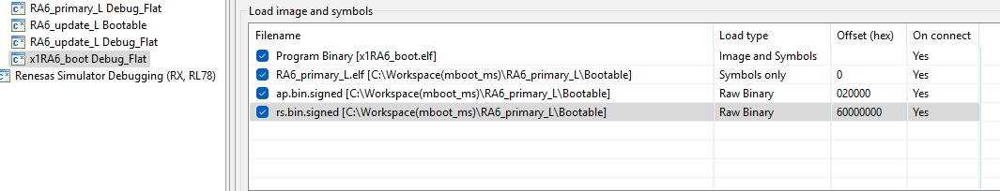 RA6_primary_L Debug_Flat
RA6_update_L Bootable
RA6_update_L Debug_Flat
x1RA6_boot Debug_Flat
Renesas Simulator Debugging (RX, RL78)
Load image and symbols
Filename Load type Offset (hex) On connect
Program Binary [x1RA6_boot.elf] Image and Symbols Yes
RA6_primary_L.elf [C:\Workspace(mboot_ms)\RA6_primary_L\Bootable] Symbols only 0 Yes
ap.bin.signed [C:\Workspace(mboot_ms)\RA6_primary_L\Bootable] Raw Binary 020000 Yes
rs.bin.signed [C:\Workspace(mboot_ms)\RA6_primary_L\Bootable] Raw Binary 60000000 Yes